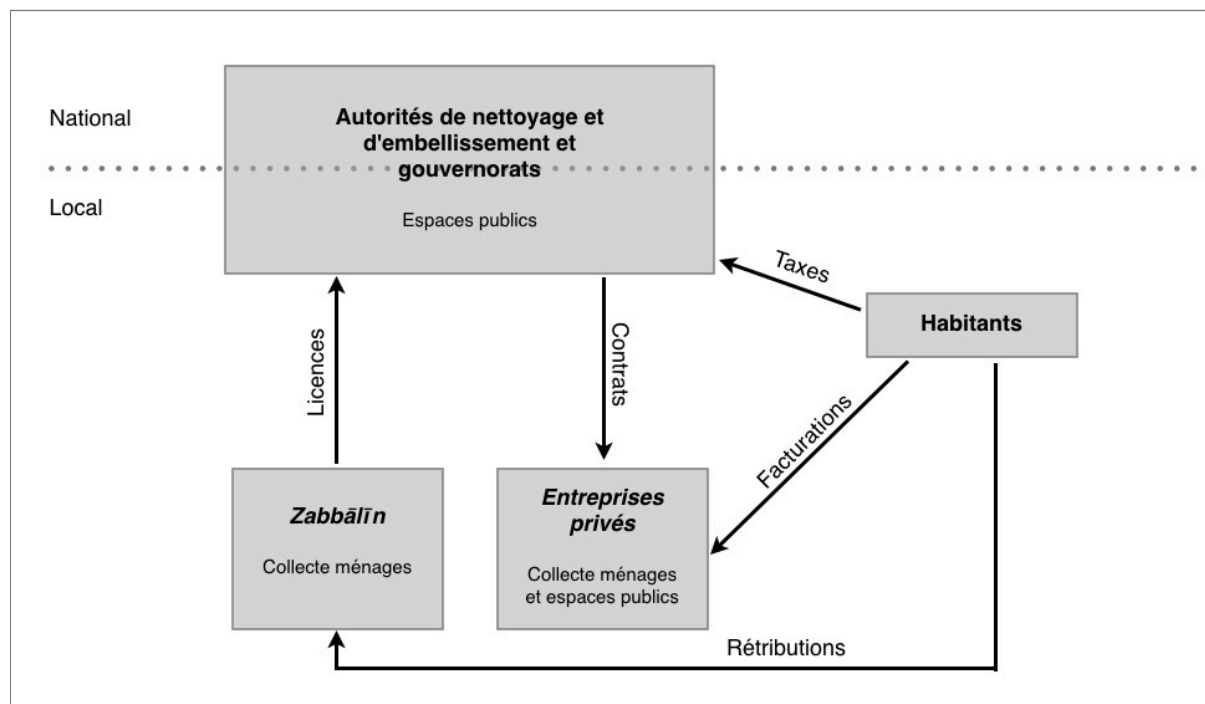 National
Autorités de nettoyage et
d'embellissement et
gouvernorats
Local
Espaces publics
Taxes
Habitants
Licences
Contrats
Facturations
Zabbālīn
Collecte ménages
Entreprises
privés
Collecte ménages
et espaces publics
Rétributions